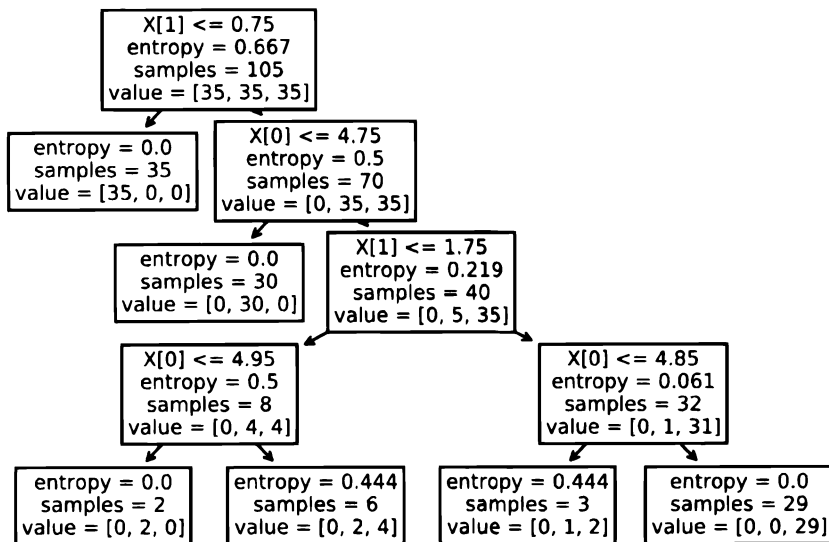 X[1] <= 0.75
entropy = 0.667
samples = 105
value = [35, 35, 35]
entropy = 0.0
samples = 35
value = [35, 0, 0]
X[0] <= 4.75
entropy = 0.5
samples = 70
value = [0, 35, 35]
entropy = 0.0
samples = 30
value = [0, 30, 0]
X[1] <= 1.75
entropy = 0.219
samples = 40
value = [0, 5, 35]
X[0] <= 4.95
entropy = 0.5
samples = 8
value = [0, 4, 4]
X[0] <= 4.85
entropy = 0.061
samples = 32
value = [0, 1, 31]
entropy = 0.0
samples = 2
value = [0, 2, 0]
entropy = 0.444
samples = 6
value = [0, 2, 4]
entropy = 0.444
samples = 3
value = [0, 1, 2]
entropy = 0.0
samples = 29
value = [0, 0, 29]